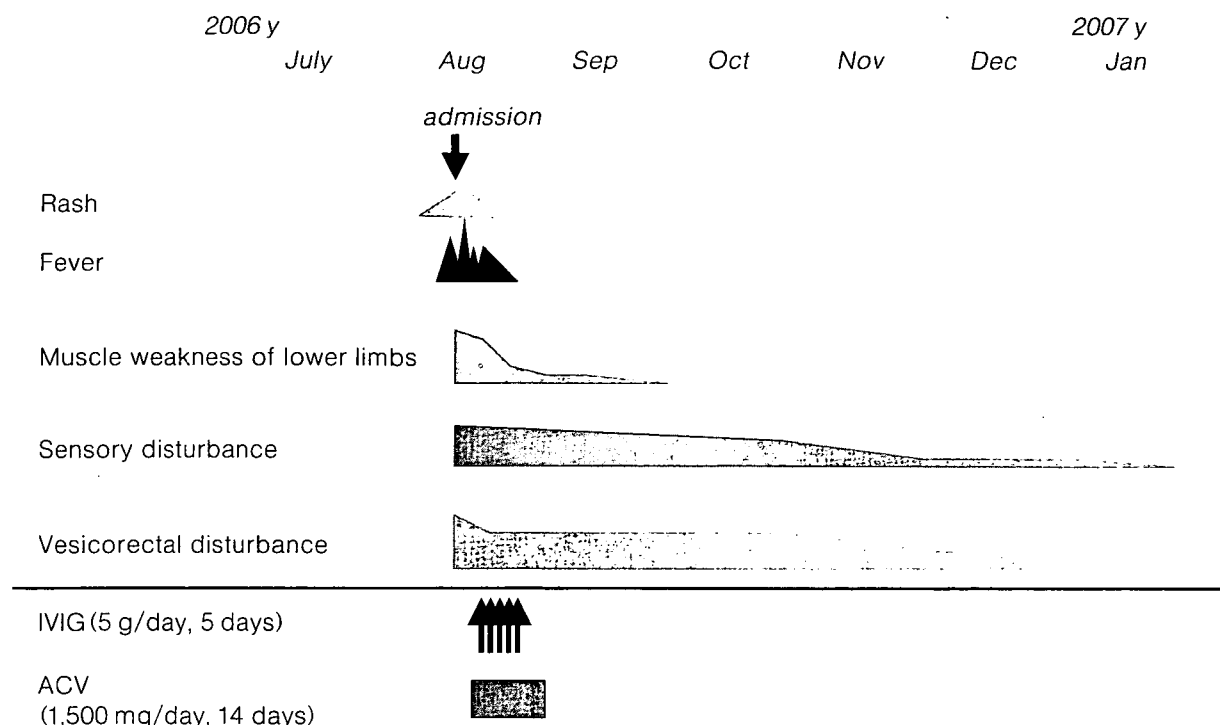 2006 y 2007 y
July Aug Sep Oct Nov Dec Jan
admission
Rash
Fever
Muscle weakness of lower limbs
Sensory disturbance
Vesicorectal disturbance
IVIG (5 g/day, 5 days)
ACV
(1,500 mg/day, 14 days)